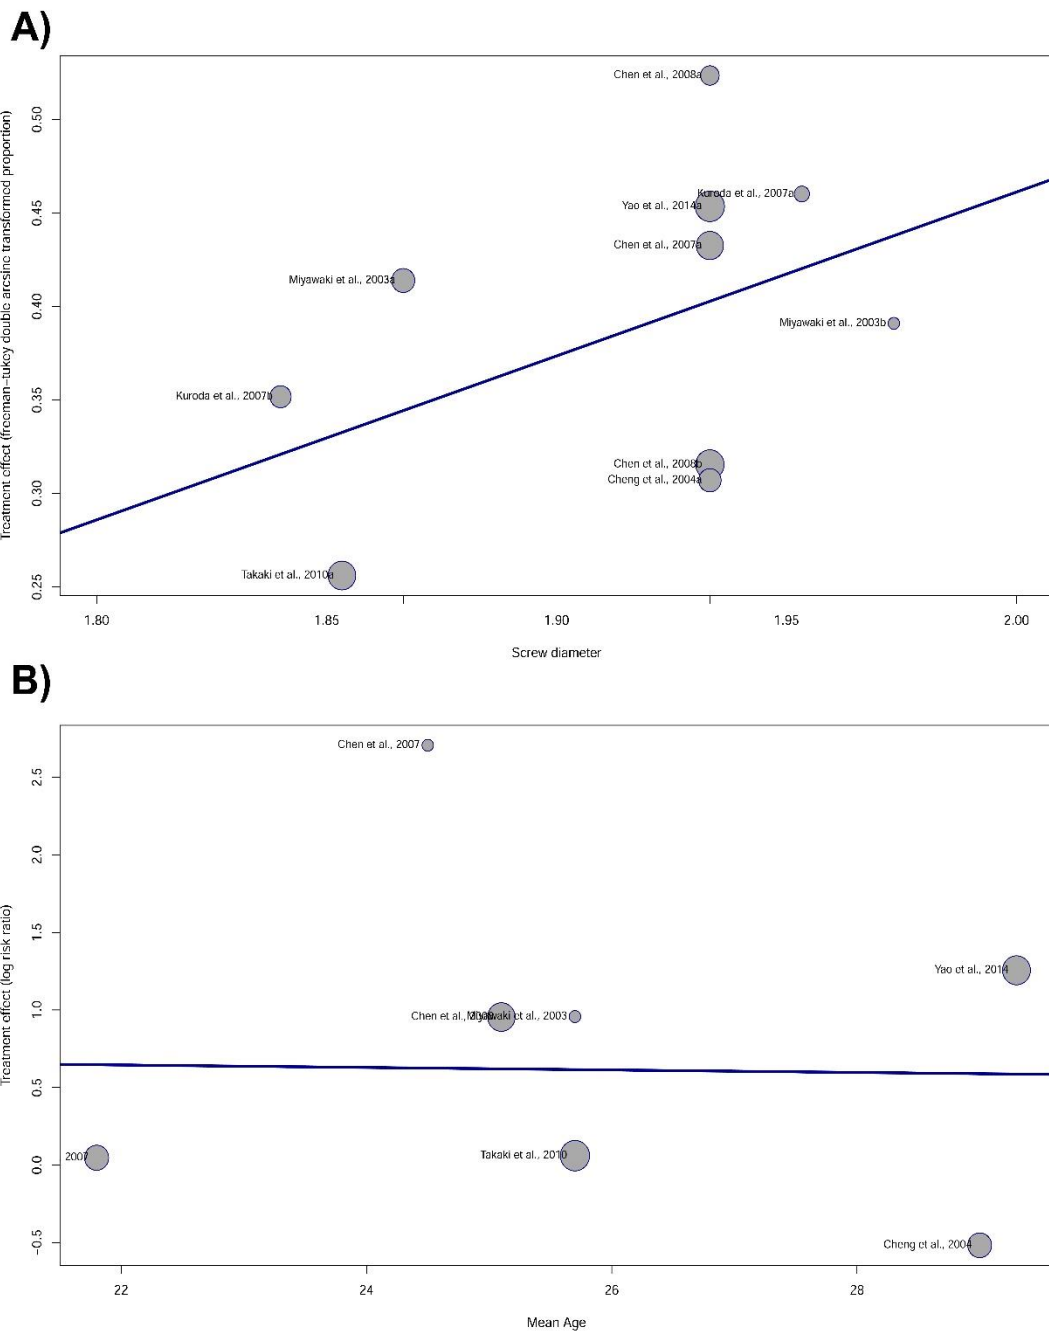 A)
Treatment effect (freeman-tukey double arcsine transformed proportion)
0.50
0.45
0.40
0.35
0.30
0.25
Chen et al., 2008a
Kuroda et al., 2007a
Yao et al., 2014a
Chen et al., 2007a
Miyawaki et al., 2003a
Miyawaki et al., 2003b
Kuroda et al., 2007b
Chen et al., 2008b
Cheng et al., 2004a
Takaki et al., 2010a
1.80 1.85 1.90 1.95 2.00
Screw diameter
B)
Treatment effect (log risk ratio)
2.5
2.0
1.5
1.0
0.5
0.0
-0.5
Chen et al., 2007
Yao et al., 2014
Chen et al., 2008
Miyawaki et al., 2003
2007
Takaki et al., 2010
Cheng et al., 2004
22 24 26 28
Mean Age